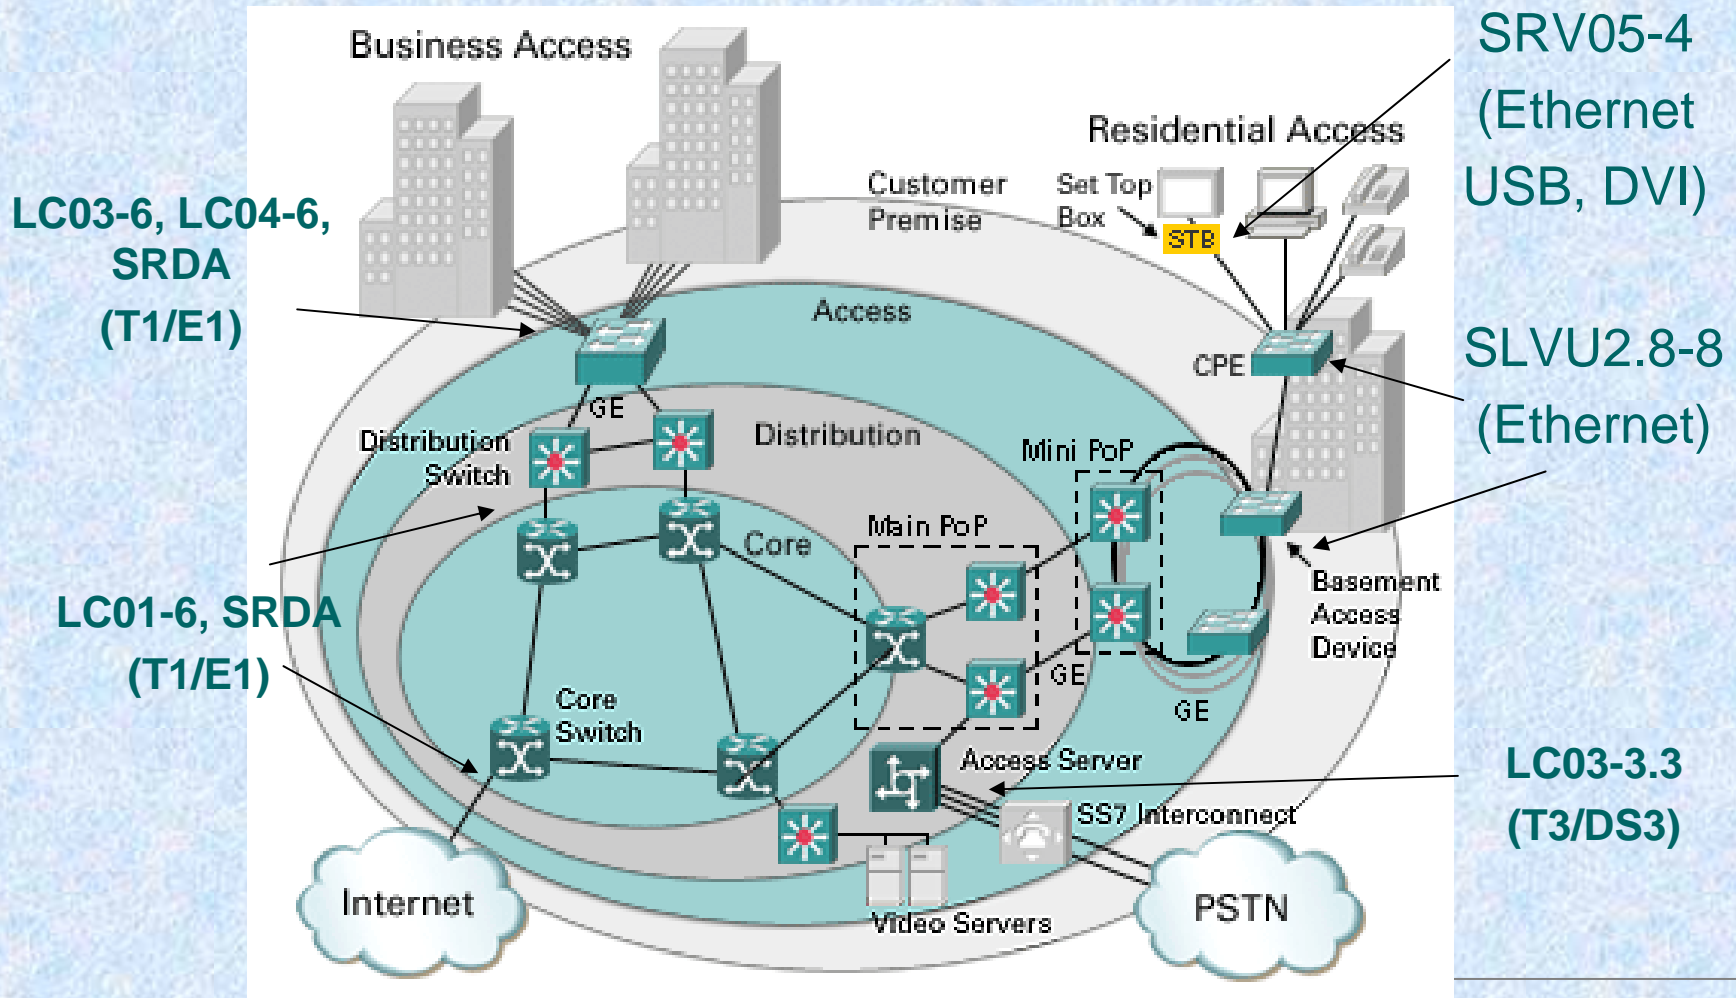 Business Access
SRV05-4
(Ethernet
USB, DVI)
Residential Access
Customer
Premise
Set Top
Box
STB
LC03-6, LC04-6,
SRDA
(T1/E1)
Access
CPE
SLVU2.8-8
(Ethernet)
GE
Distribution
Switch
Distribution
Mini PoP
Main PoP
Core
Basement
Access
Device
LC01-6, SRDA
(T1/E1)
GE
GE
Core
Switch
Access Server
LC03-3.3
(T3/DS3)
SS7 Interconnect
Internet
Video Servers
PSTN